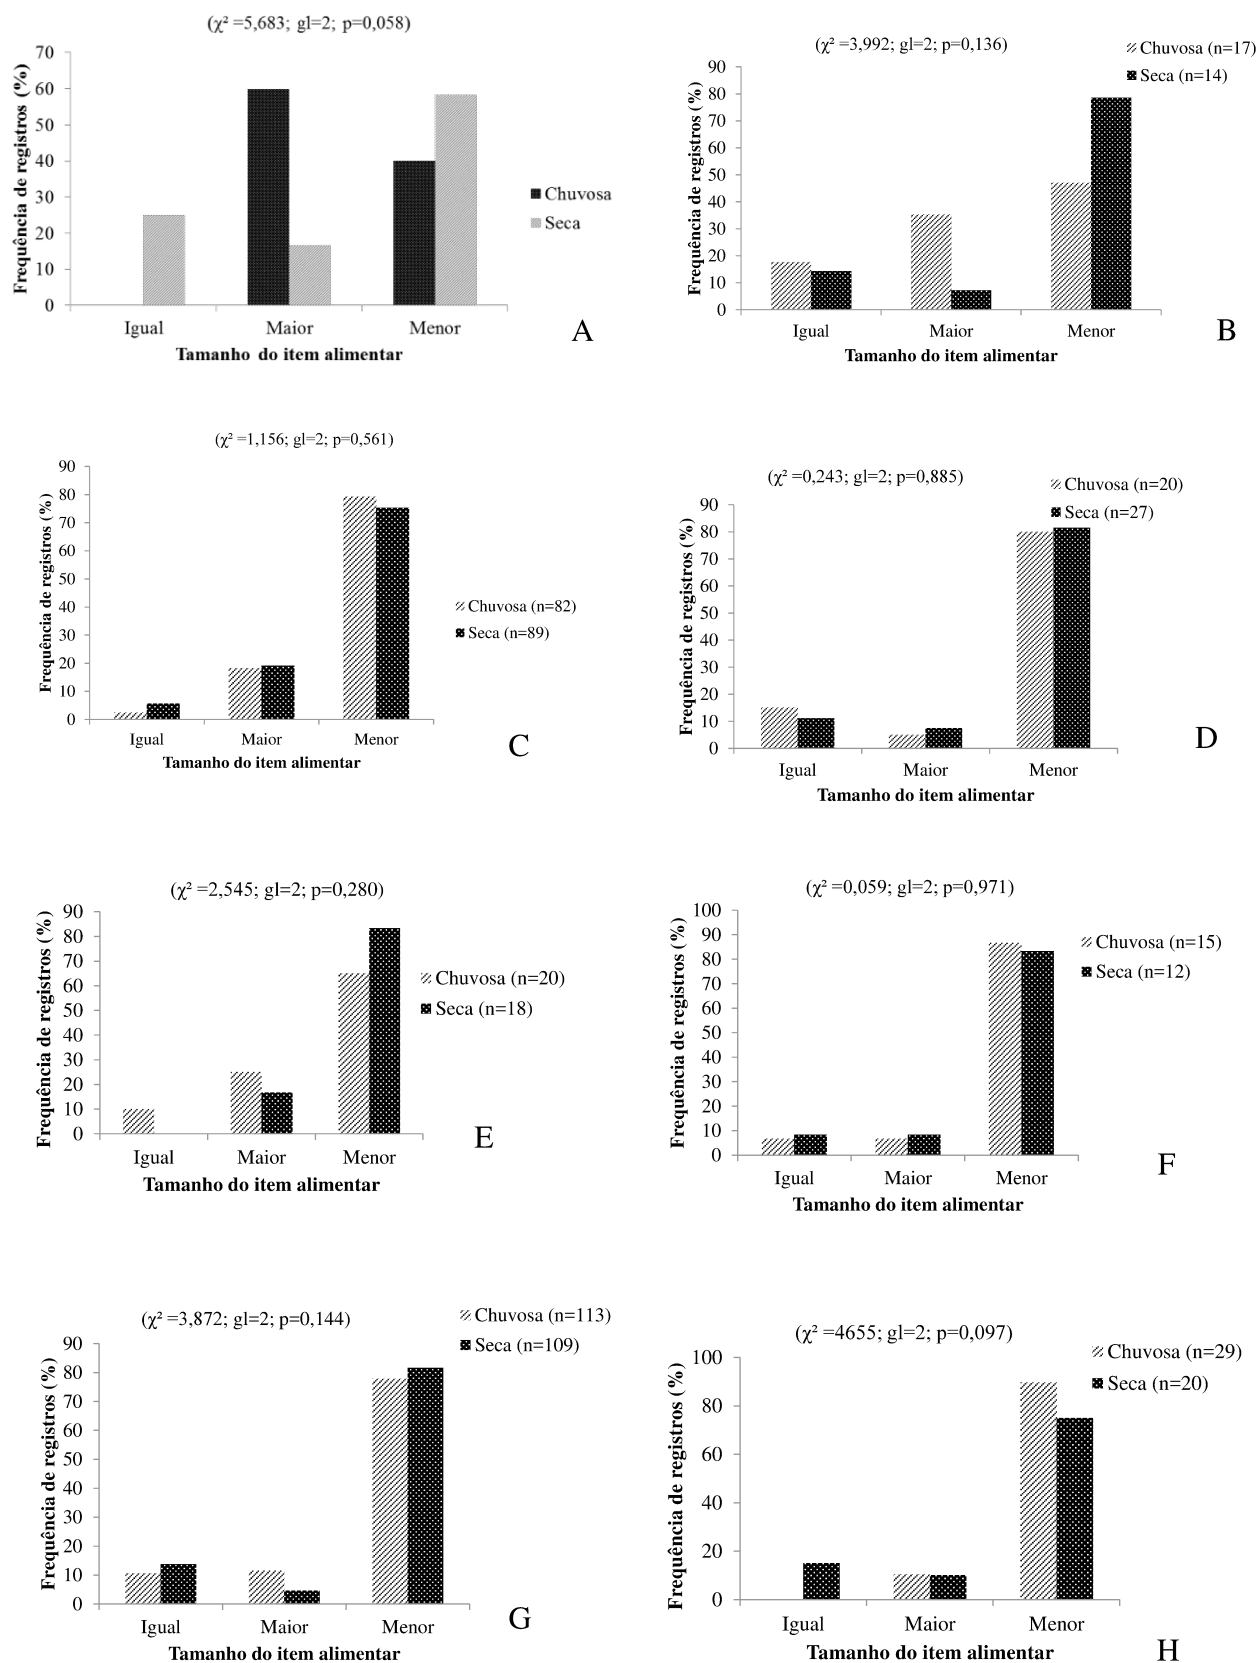 (χ² =5,683; gl=2; p=0,058)
Frequência de registros (%)
70
60
50
40
30
20
10
0
Igual
Maior
Menor
Tamanho do item alimentar
Chuvosa
Seca
A
(χ² =3,992; gl=2; p=0,136)
Chuvosa (n=17)
Seca (n=14)
Frequência de registros (%)
90
80
70
60
50
40
30
20
10
0
Igual
Maior
Menor
Tamanho do item alimentar
B
(χ² =1,156; gl=2; p=0,561)
Frequência de registros (%)
90
80
70
60
50
40
30
20
10
0
Igual
Maior
Menor
Tamanho do item alimentar
Chuvosa (n=82)
Seca (n=89)
C
(χ² =0,243; gl=2; p=0,885)
Chuvosa (n=20)
Seca (n=27)
Frequência de registros (%)
90
80
70
60
50
40
30
20
10
0
Igual
Maior
Menor
Tamanho do item alimentar
D
(χ² =2,545; gl=2; p=0,280)
Frequência de registros (%)
90
80
70
60
50
40
30
20
10
0
Igual
Maior
Menor
Tamanho do item alimentar
Chuvosa (n=20)
Seca (n=18)
E
(χ² =0,059; gl=2; p=0,971)
Frequência de registros (%)
100
90
80
70
60
50
40
30
20
10
0
Igual
Maior
Menor
Tamanho do item alimentar
Chuvosa (n=15)
Seca (n=12)
F
(χ² =3,872; gl=2; p=0,144)
Chuvosa (n=113)
Seca (n=109)
Frequência de registros (%)
90
80
70
60
50
40
30
20
10
0
Igual
Maior
Menor
Tamanho do item alimentar
G
(χ² =4655; gl=2; p=0,097)
Chuvosa (n=29)
Seca (n=20)
Frequência de registros (%)
100
80
60
40
20
0
Igual
Maior
Menor
Tamanho do item alimentar
H